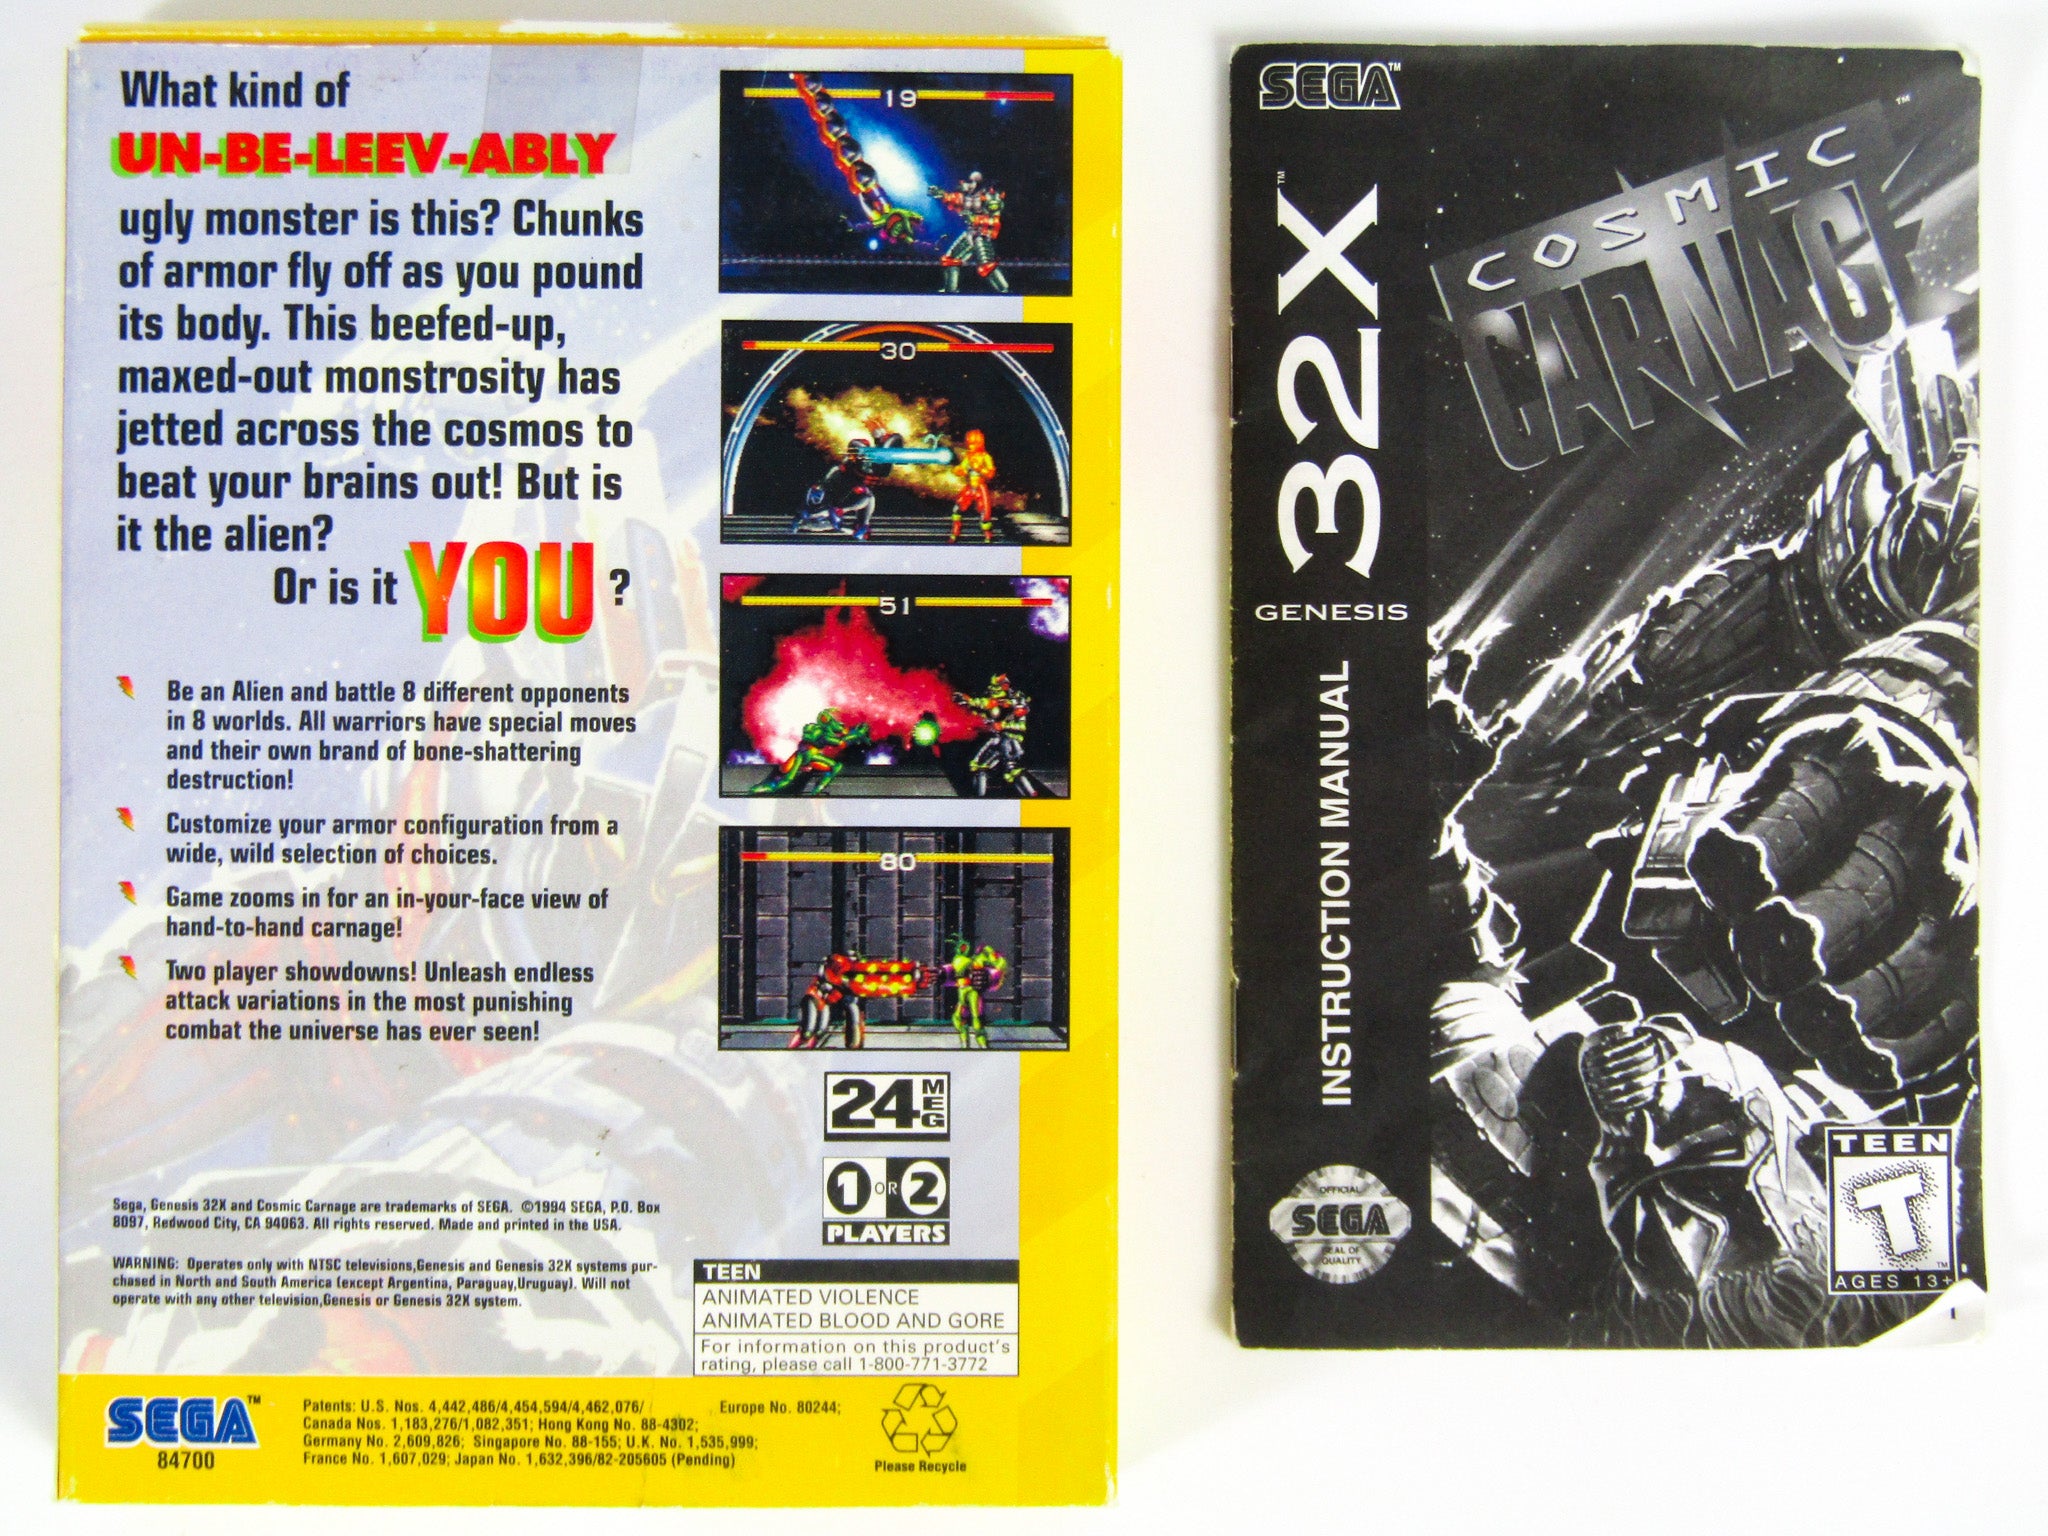 What kind of
UN-BE-LEEV-ABLY
ugly monster is this? Chunks
of armor fly off as you pound
its body. This beefed-up,
maxed-out monstrosity has
jetted across the cosmos to
beat your brains out! But is
it the alien?
Or is it YOU?
Be an Alien and battle 8 different opponents
in 8 worlds. All warriors have special moves
and their own brand of bone-shattering
destruction!
Customize your armor configuration from a
wide, wild selection of choices.
Game zooms in for an in-your-face view of
hand-to-hand carnage!
Two player showdowns! Unleash endless
attack variations in the most punishing
combat the universe has ever seen!
19
30
51
80
24 MEG
1 OR 2
PLAYERS
Sega, Genesis 32X and Cosmic Carnage are trademarks of SEGA. ©1994 SEGA, P.O. Box
8097, Redwood City, CA 94063. All rights reserved. Made and printed in the USA.
WARNING: Operates only with NTSC televisions,Genesis and Genesis 32X systems pur-
chased in North and South America (except Argentina, Paraguay,Uruguay). Will not
operate with any other television,Genesis or Genesis 32X system.
TEEN
ANIMATED VIOLENCE
ANIMATED BLOOD AND GORE
For information on this product's
rating, please call 1-800-771-3772
SEGA™
84700
Patents: U.S. Nos. 4,442,486/4,454,594/4,462,076/ Europe No. 80244;
Canada Nos. 1,183,276/1,082,351; Hong Kong No. 88-4302;
Germany No. 2,609,826; Singapore No. 88-155; U.K. No. 1,535,999;
France No. 1,607,029; Japan No. 1,632,396/82-205605 (Pending)
Please Recycle
SEGA™
32X™
GENESIS
INSTRUCTION MANUAL
COSMIC
CARNAGE™
OFFICIAL
SEGA
SEAL OF
QUALITY
TEEN
T™
AGES 13+
1